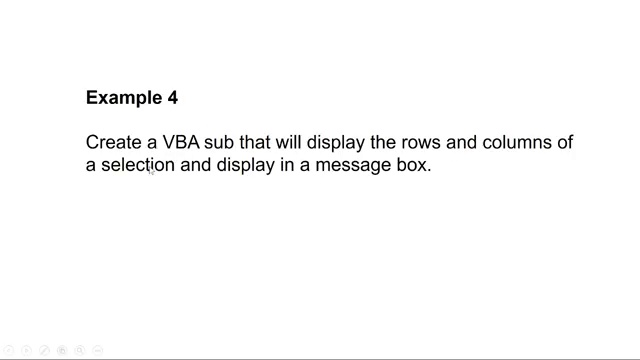 Example 4
Create a VBA sub that will display the rows and columns of
a selection and display in a message box.